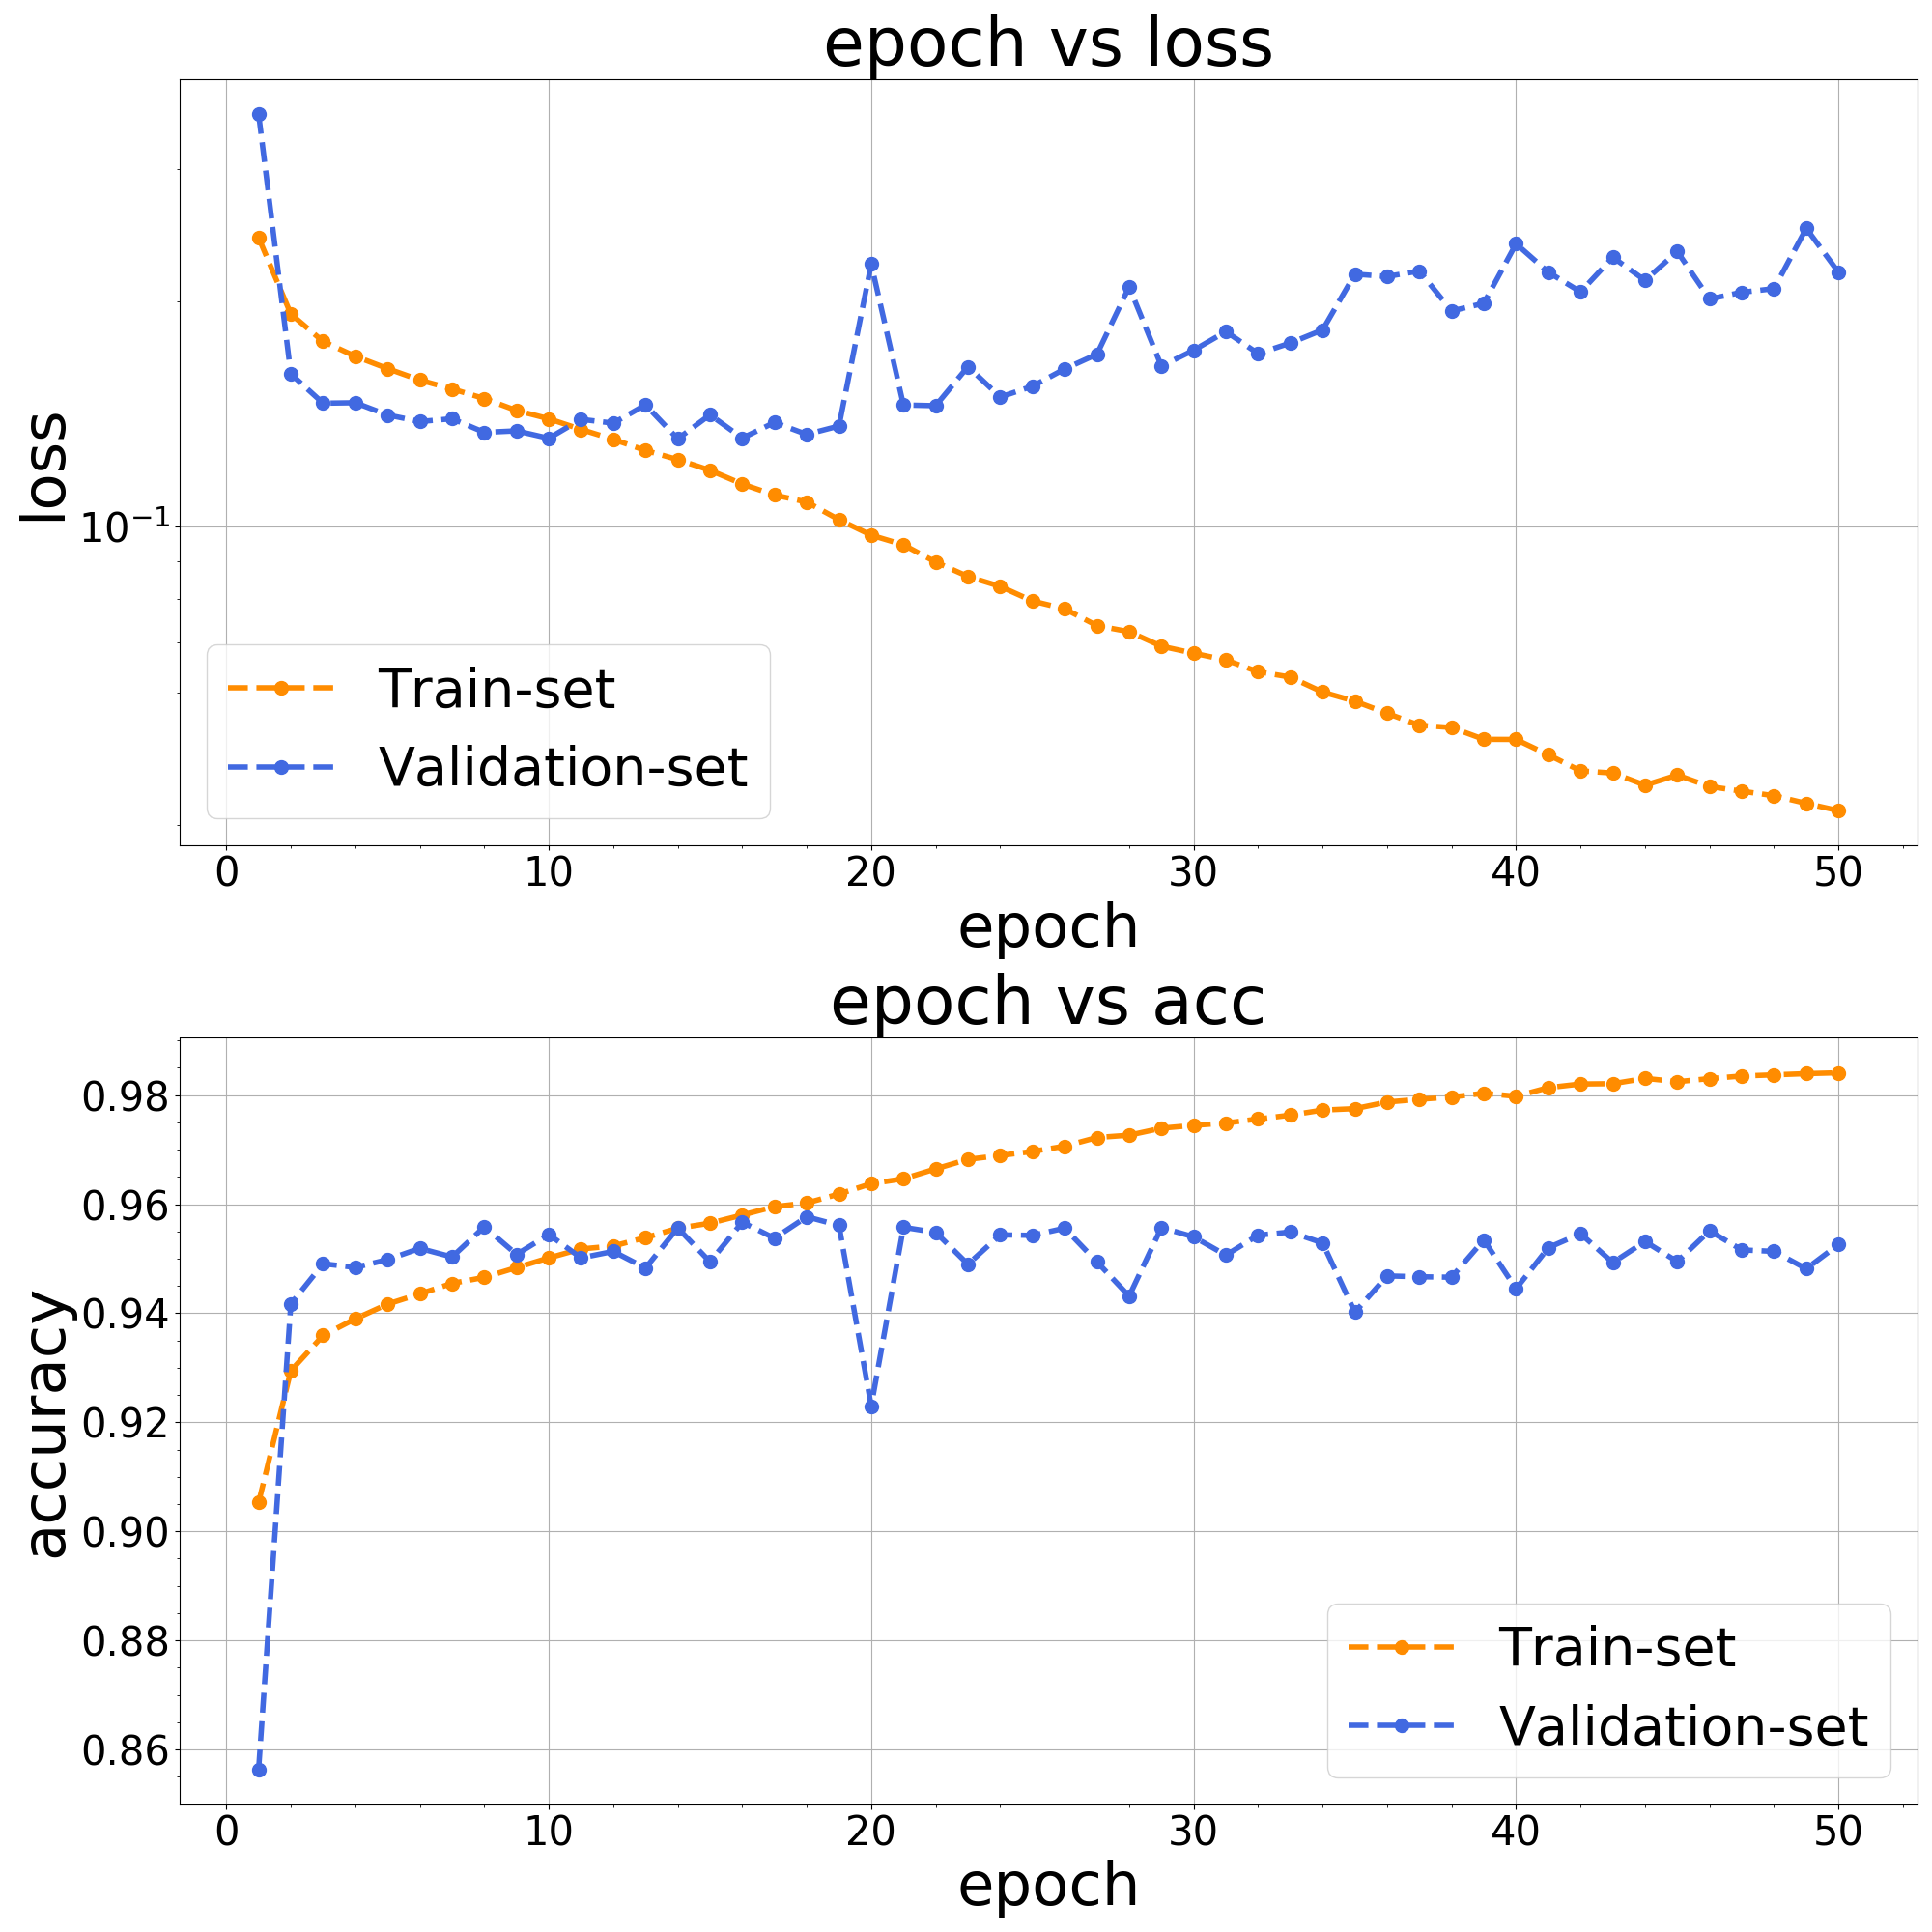 epoch vs loss
loss
10⁻¹
Train-set
Validation-set
0 10 20 30 40 50
epoch
epoch vs acc
accuracy
0.98
0.96
0.94
0.92
0.90
0.88
0.86
Train-set
Validation-set
0 10 20 30 40 50
epoch